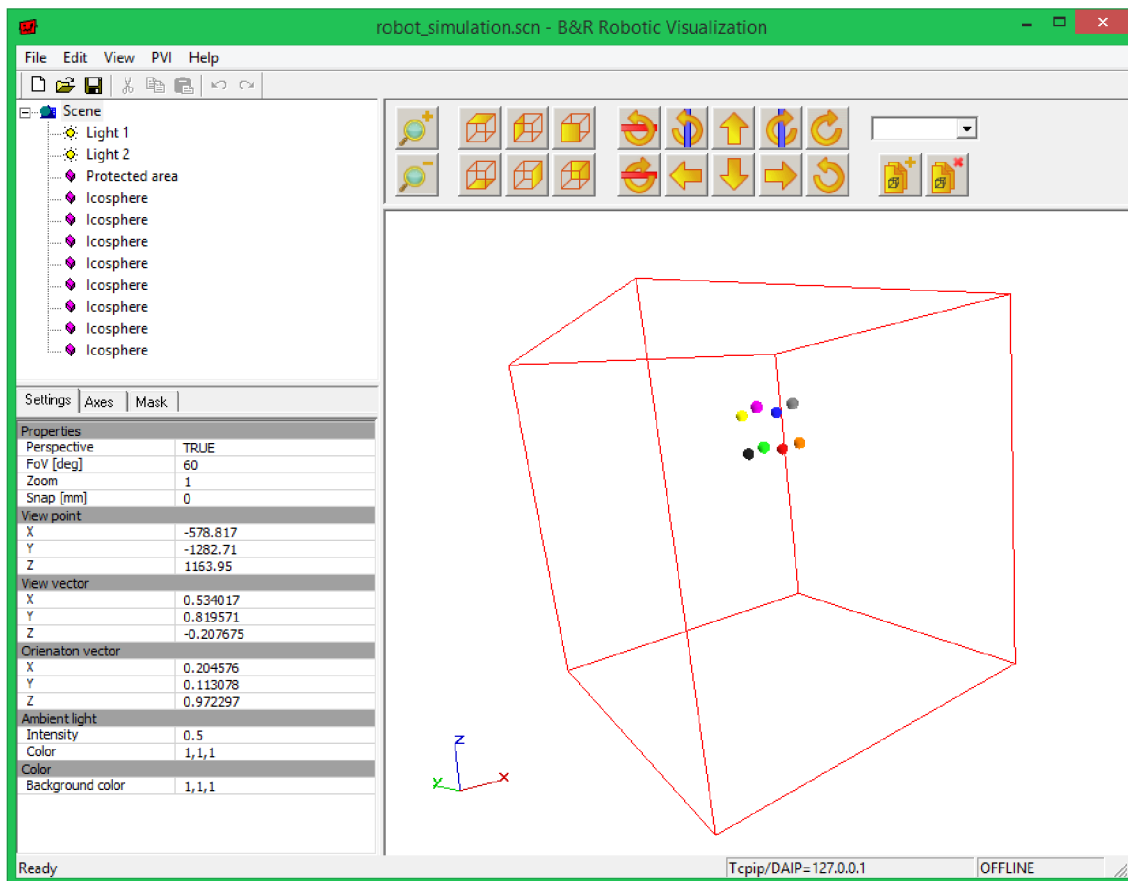 robot_simulation.scn - B&R Robotic Visualization
File Edit View PVI Help
Scene
Light 1
Light 2
Protected area
Icosphere
Icosphere
Icosphere
Icosphere
Icosphere
Icosphere
Icosphere
Icosphere
Settings Axes Mask
Properties
Perspective TRUE
FoV [deg] 60
Zoom 1
Snap [mm] 0
View point
X -578.817
Y -1282.71
Z 1163.95
View vector
X 0.534017
Y 0.819571
Z -0.207675
Orienaton vector
X 0.204576
Y 0.113078
Z 0.972297
Ambient light
Intensity 0.5
Color 1,1,1
Color
Background color 1,1,1
z
y x
Ready Tcpip/DAIP=127.0.0.1 OFFLINE